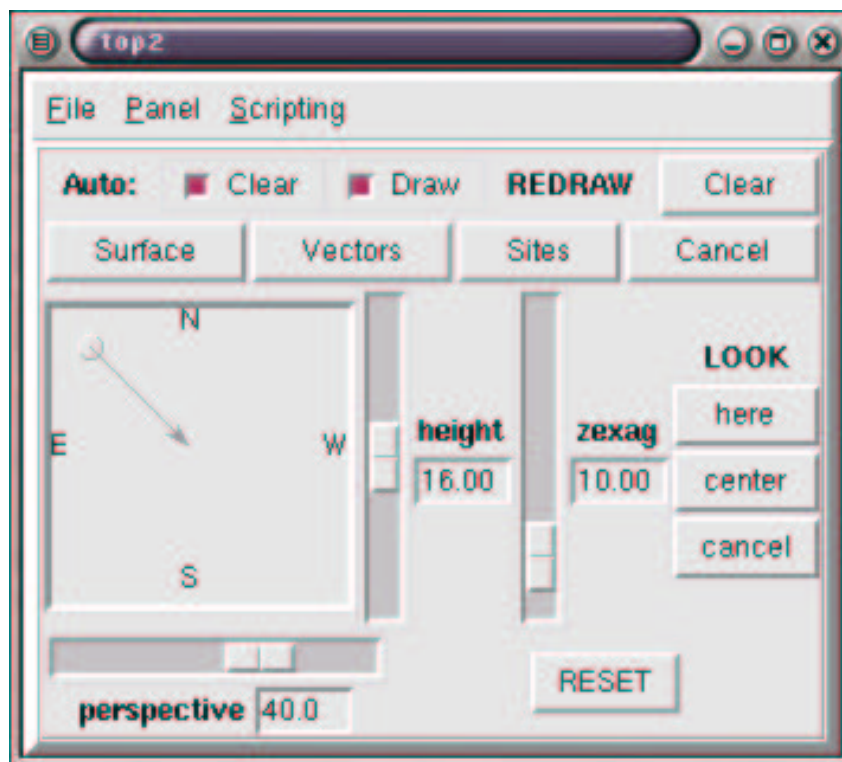 top2
File Panel Scripting
Auto: Clear Draw REDRAW Clear
Surface Vectors Sites Cancel
N
LOOK
E W height zexag here
16.00 10.00 center
cancel
S
RESET
perspective 40.0